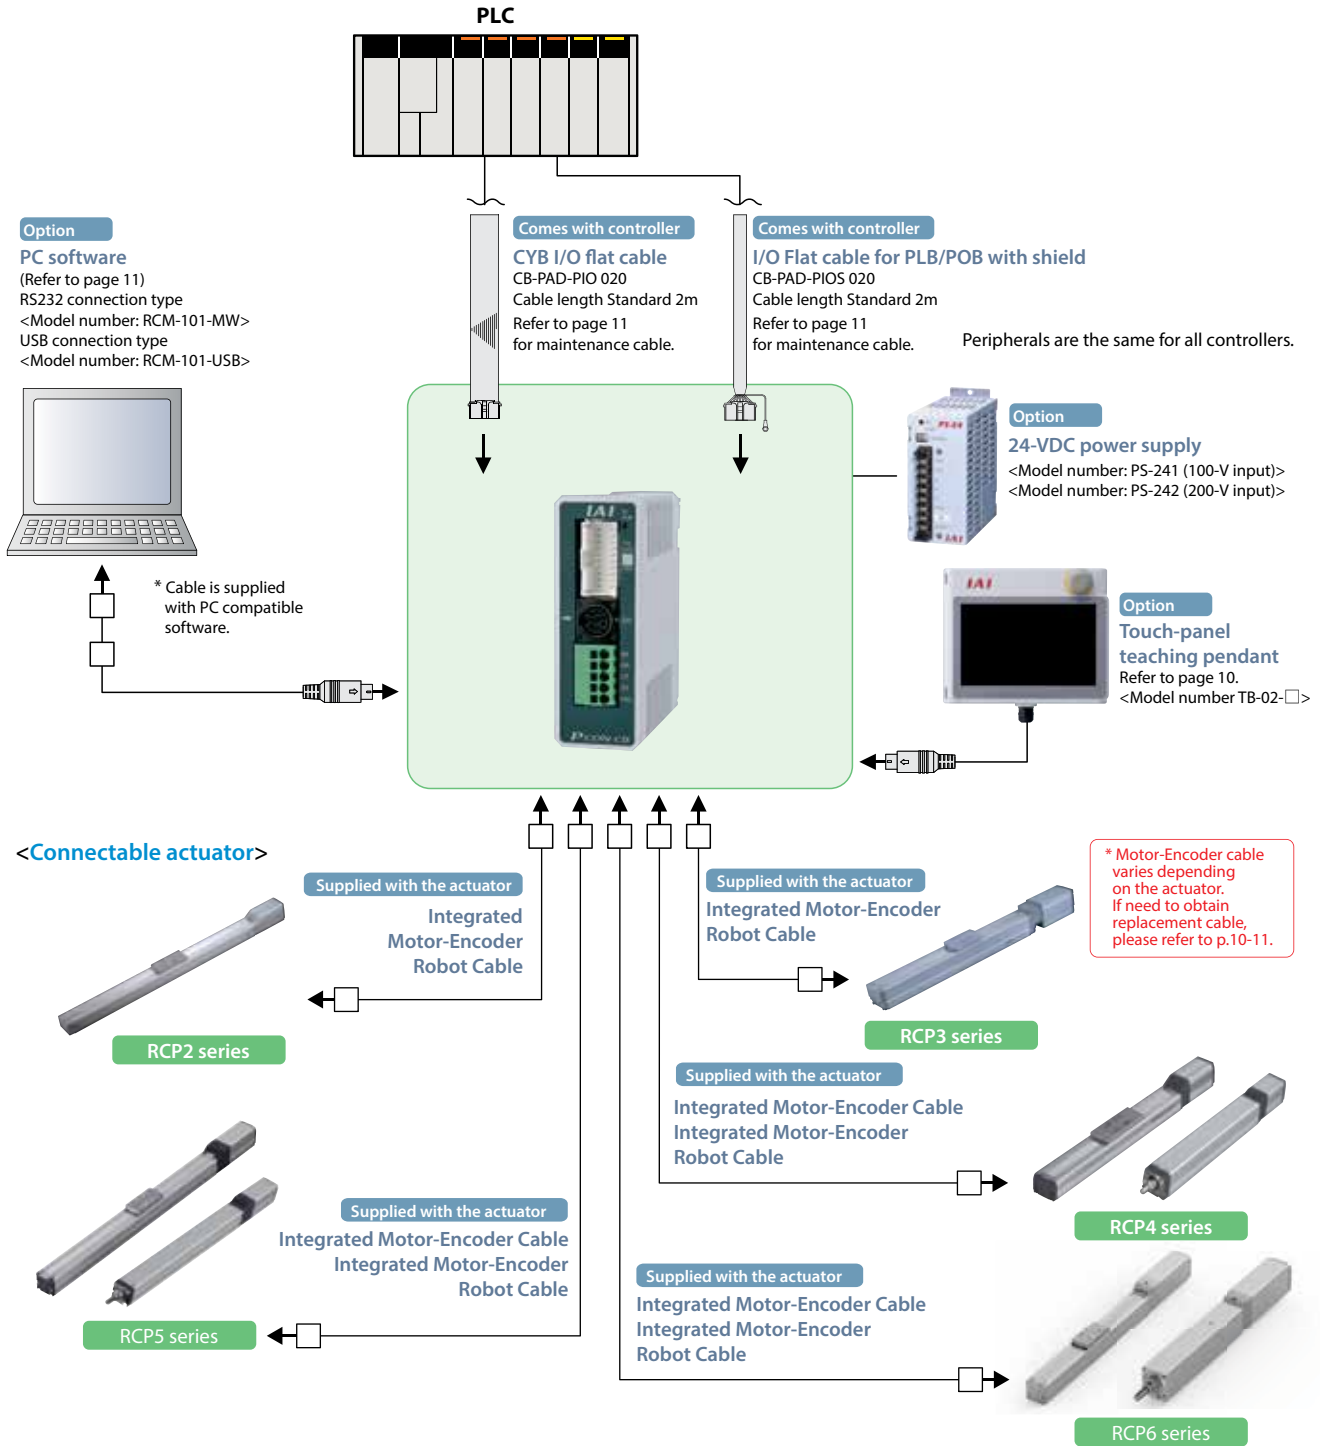 PLC
Option
PC software
(Refer to page 11)
RS232 connection type
<Model number: RCM-101-MW>
USB connection type
<Model number: RCM-101-USB>
Comes with controller
CYB I/O flat cable
CB-PAD-PIO 020
Cable length Standard 2m
Refer to page 11
for maintenance cable.
Comes with controller
I/O Flat cable for PLB/POB with shield
CB-PAD-PIOS 020
Cable length Standard 2m
Refer to page 11
for maintenance cable.
Peripherals are the same for all controllers.
PS-24
IAI
Option
24-VDC power supply
<Model number: PS-241 (100-V input)>
<Model number: PS-242 (200-V input)>
IAI
PCON-CB
* Cable is supplied
with PC compatible
software.
IAI
Option
Touch-panel
teaching pendant
Refer to page 10.
<Model number TB-02-□>
<Connectable actuator>
Supplied with the actuator
Integrated
Motor-Encoder
Robot Cable
RCP2 series
Supplied with the actuator
Integrated Motor-Encoder
Robot Cable
RCP3 series
* Motor-Encoder cable
varies depending
on the actuator.
If need to obtain
replacement cable,
please refer to p.10-11.
Supplied with the actuator
Integrated Motor-Encoder Cable
Integrated Motor-Encoder
Robot Cable
RCP4 series
Supplied with the actuator
Integrated Motor-Encoder Cable
Integrated Motor-Encoder
Robot Cable
RCP5 series
Supplied with the actuator
Integrated Motor-Encoder Cable
Integrated Motor-Encoder
Robot Cable
RCP6 series